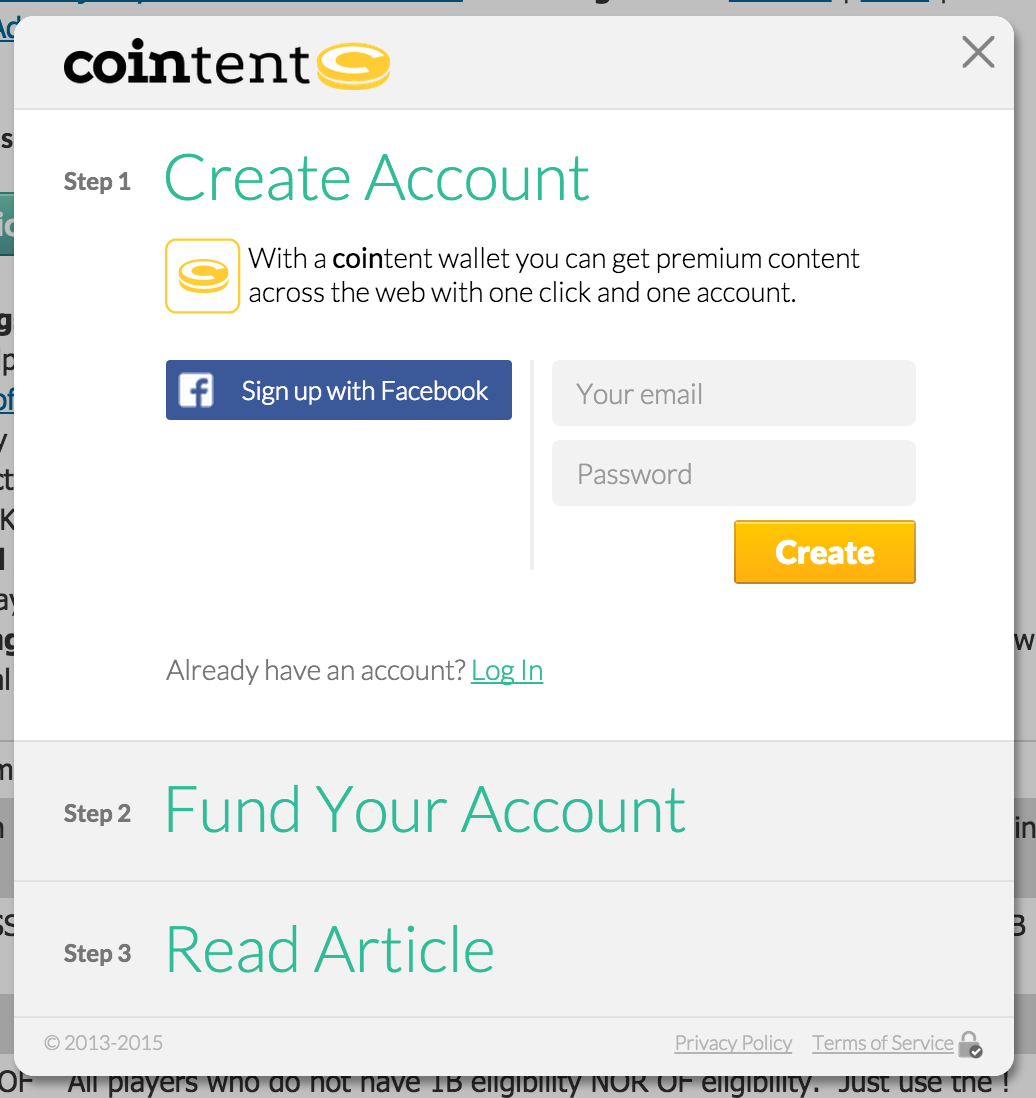 cointent
Step 1
Create Account
With a cointent wallet you can get premium content
across the web with one click and one account.
Sign up with Facebook
Your email
Password
Create
Already have an account? Log In
Step 2
Fund Your Account
Step 3
Read Article
© 2013-2015
Privacy Policy
Terms of Service
OF
All players who do not have 1B eligibility NOR OF eligibility. Just use the !